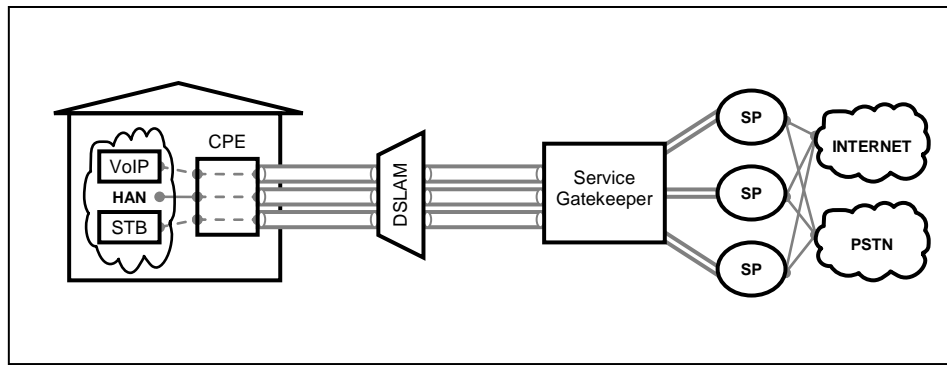 CPE
VoIP
HAN
STB
DSLAM
Service
Gatekeeper
SP
SP
SP
INTERNET
PSTN